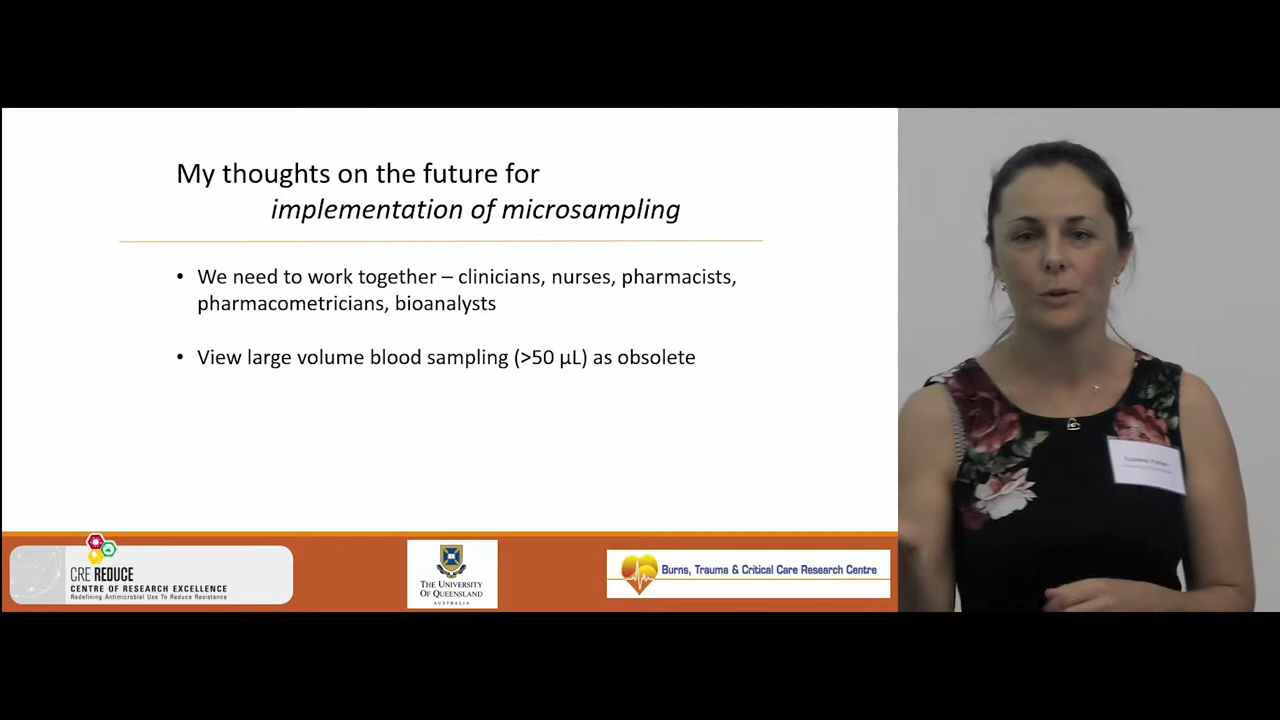 My thoughts on the future for
implementation of microsampling
• We need to work together – clinicians, nurses, pharmacists,
pharmacometricians, bioanalysts
• View large volume blood sampling (>50 µL) as obsolete
CRE REDUCE
CENTRE OF RESEARCH EXCELLENCE
Redefining Antimicrobial Use To Reduce Resistance
THE UNIVERSITY
OF QUEENSLAND
AUSTRALIA
Burns, Trauma & Critical Care Research Centre